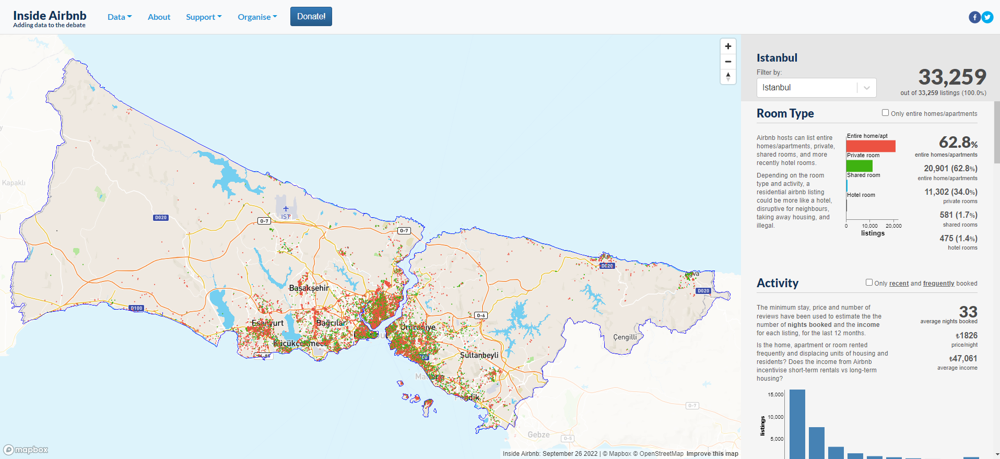 Inside Airbnb
Adding data to the debate
Data
About
Support
Organise
Donate!
Kapaklı
D020
IST
O-7
O-7
D020
Ağva
D020
Başakşehir
D100
Esenyurt
Bağcılar
O-6
Ümraniye
Küçükçekmece
Çengilli
Sultanbeyli
Maltepe
Pendik
O-7
Gebze
O-5
mapbox
Inside Airbnb: September 26 2022 | © Mapbox © OpenStreetMap Improve this map
Istanbul
Filter by:
Istanbul
33,259
out of 33,259 listings (100.0%)
Room Type
Only entire homes/apartments
Airbnb hosts can list entire
homes/apartments, private,
shared rooms, and more
recently hotel rooms.
Depending on the room
type and activity, a
residential airbnb listing
could be more like a hotel,
disruptive for neighbours,
taking away housing, and
illegal.
Entire home/apt
Private room
Shared room
Hotel room
0 10,000 20,000
listings
62.8%
entire homes/apartments
20,901 (62.8%)
entire home/apartments
11,302 (34.0%)
private rooms
581 (1.7%)
shared rooms
475 (1.4%)
hotel rooms
Activity
Only recent and frequently booked
The minimum stay, price and number of
reviews have been used to estimate the the
number of nights booked and the income
for each listing, for the last 12 months.
Is the home, apartment or room rented
frequently and displacing units of housing and
residents? Does the income from Airbnb
incentivise short-term rentals vs long-term
housing?
33
average nights booked
₺1826
price/night
₺47,061
average income
15,000
10,000
5,000
listings